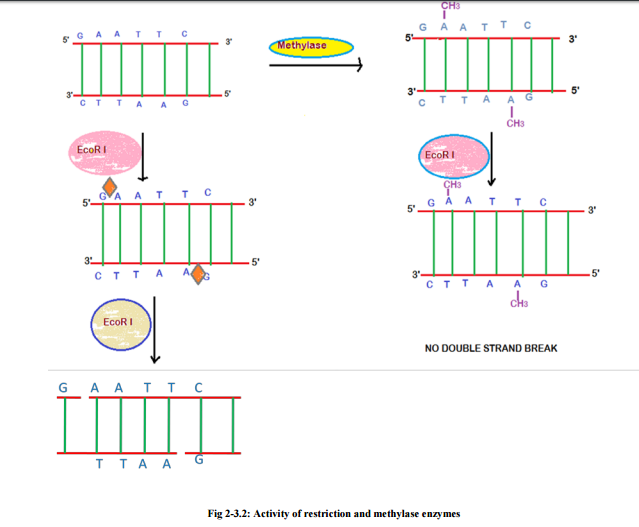 CH3
G A A T T C
5' 3'
Methylase
G A A T T C
5' 3'
3' 5'
C T T A A G
3' 5'
C T T A A G
CH3
EcoR I
EcoR I
CH3
G A A T T C
5' 3'
G A A T T C
5' 3'
3' 5'
C T T A A G
3' 5'
C T T A A G
CH3
EcoR I
NO DOUBLE STRAND BREAK
G A A T T C
T T A A G
Fig 2-3.2: Activity of restriction and methylase enzymes